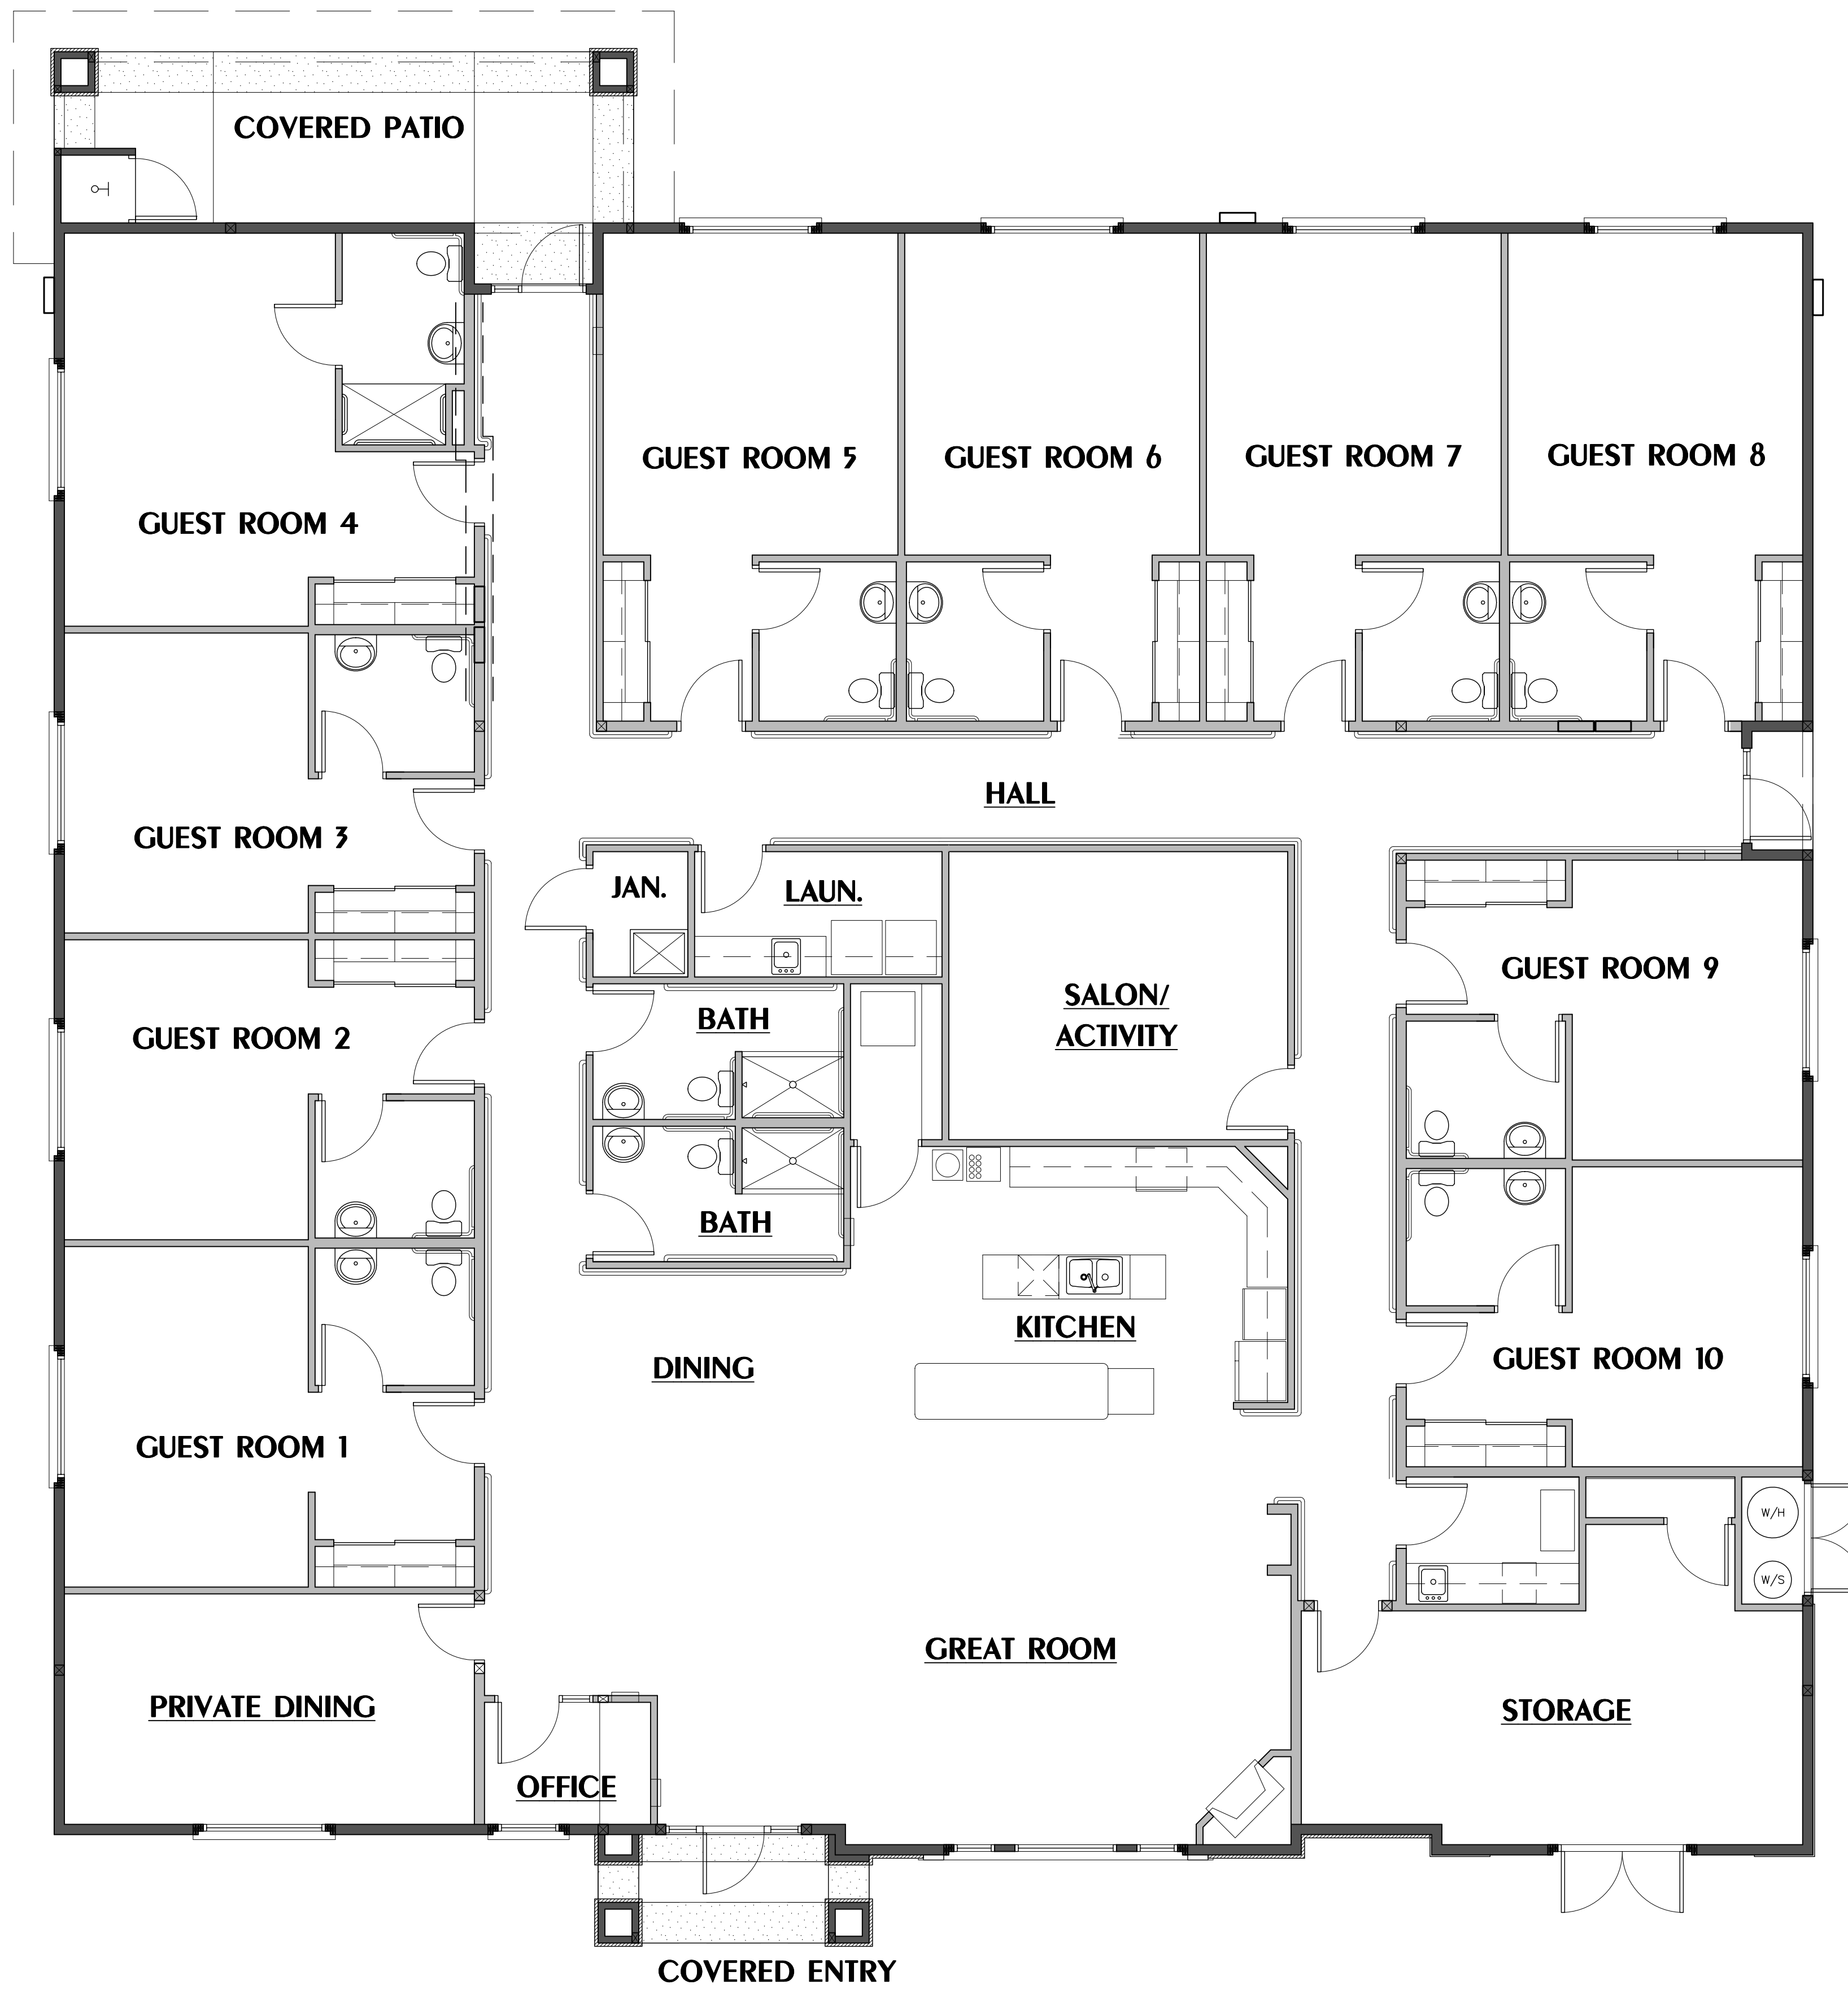 COVERED PATIO
GUEST ROOM 5
GUEST ROOM 6
GUEST ROOM 7
GUEST ROOM 8
GUEST ROOM 4
HALL
GUEST ROOM 3
JAN.
LAUN.
GUEST ROOM 9
SALON/
ACTIVITY
BATH
GUEST ROOM 2
BATH
KITCHEN
DINING
GUEST ROOM 10
GUEST ROOM 1
W/H
W/S
GREAT ROOM
PRIVATE DINING
STORAGE
OFFICE
COVERED ENTRY